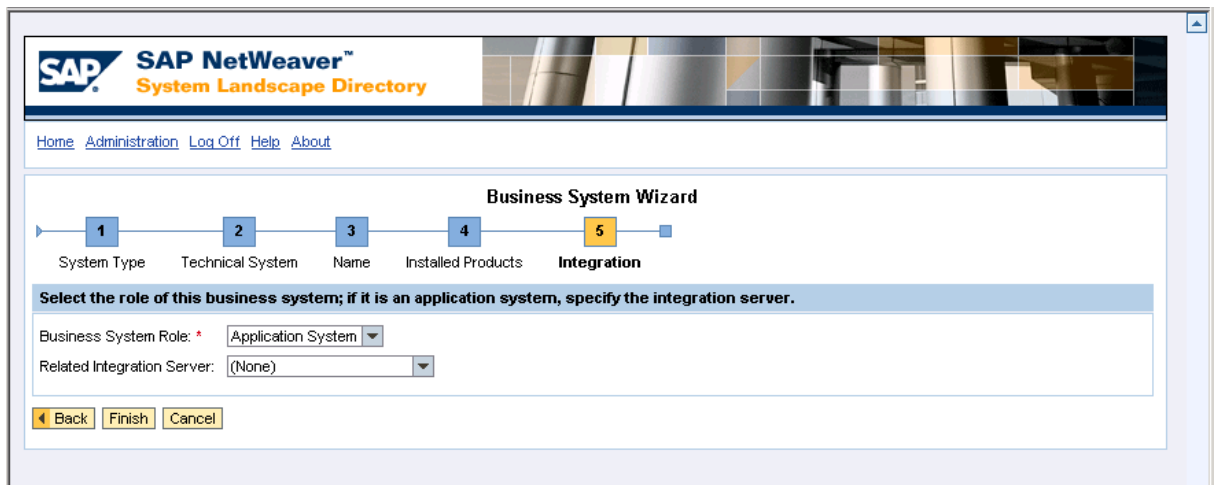 SAP
SAP NetWeaver™
System Landscape Directory
Home Administration Log Off Help About
Business System Wizard
1 2 3 4 5
System Type Technical System Name Installed Products Integration
Select the role of this business system; if it is an application system, specify the integration server.
Business System Role: * Application System
Related Integration Server: (None)
Back Finish Cancel